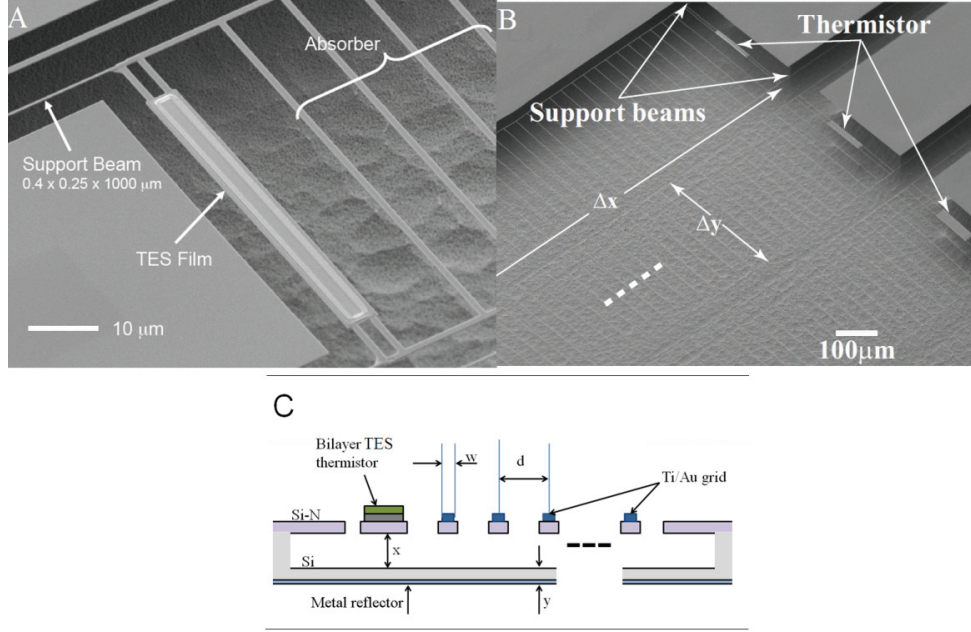 A
Absorber
Support Beam
0.4 x 0.25 x 1000 μm
TES Film
10 μm
B
Thermistor
Support beams
Δx
Δy
100μm
C
Bilayer TES
thermistor
w
d
Ti/Au grid
Si-N
x
Si
Metal reflector
y